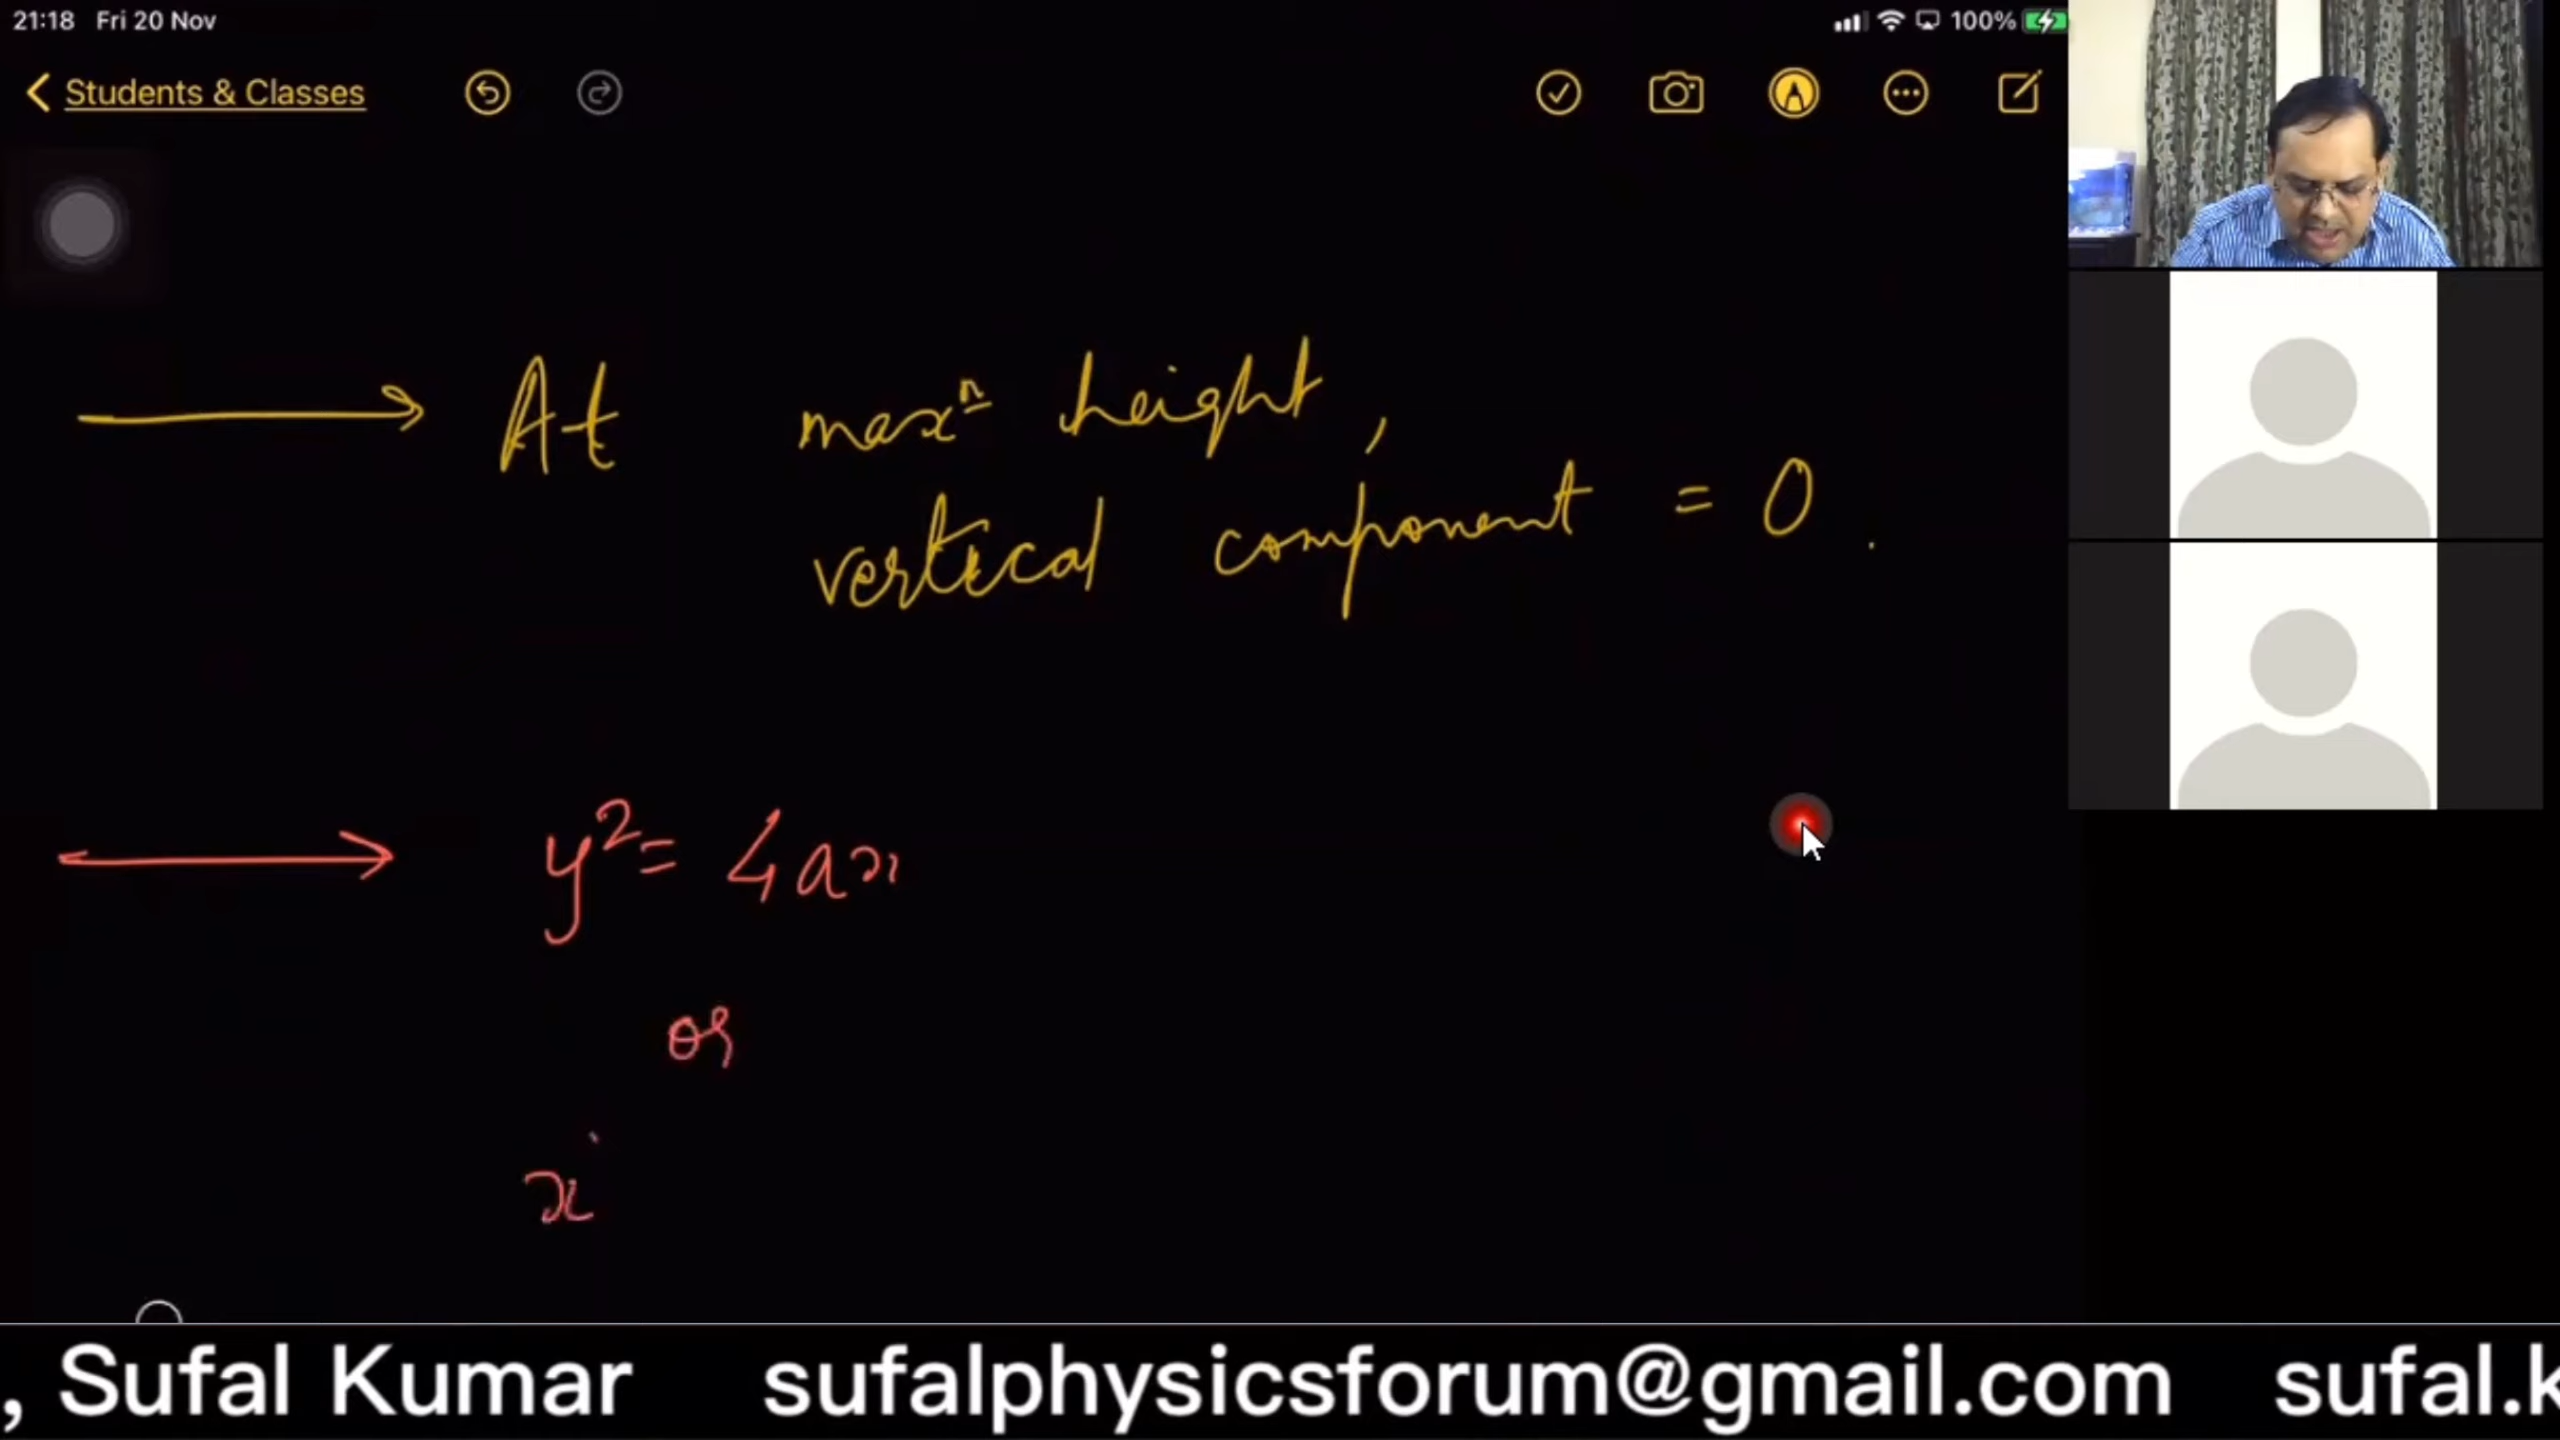 21:18 Fri 20 Nov 100%
Students & Classes
At maxᵐ height,
vertical component = 0.
y² = 4ax
or
x
, Sufal Kumar sufalphysicsforum@gmail.com sufal.k